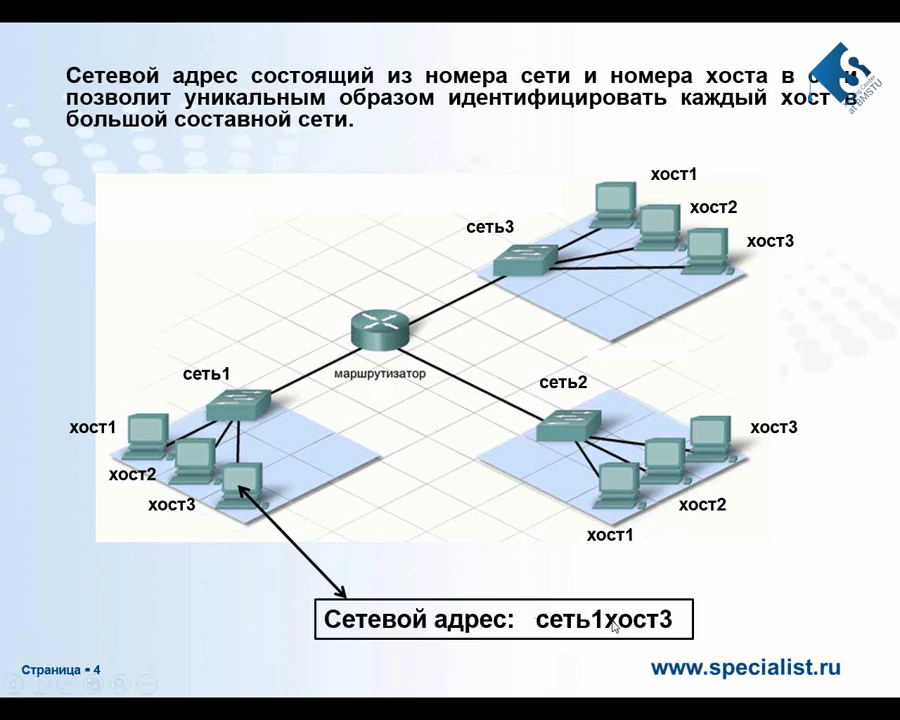 Сетевой адрес состоящий из номера сети и номера хоста в
позволит уникальным образом идентифицировать каждый хост в
большой составной сети.
at BMSTU
хост1
хост2
сеть3
хост3
маршрутизатор
сеть1
сеть2
хост1
хост3
хост2
хост3
хост2
хост1
Сетевой адрес: сеть1хост3
Страница ▪ 4
www.specialist.ru